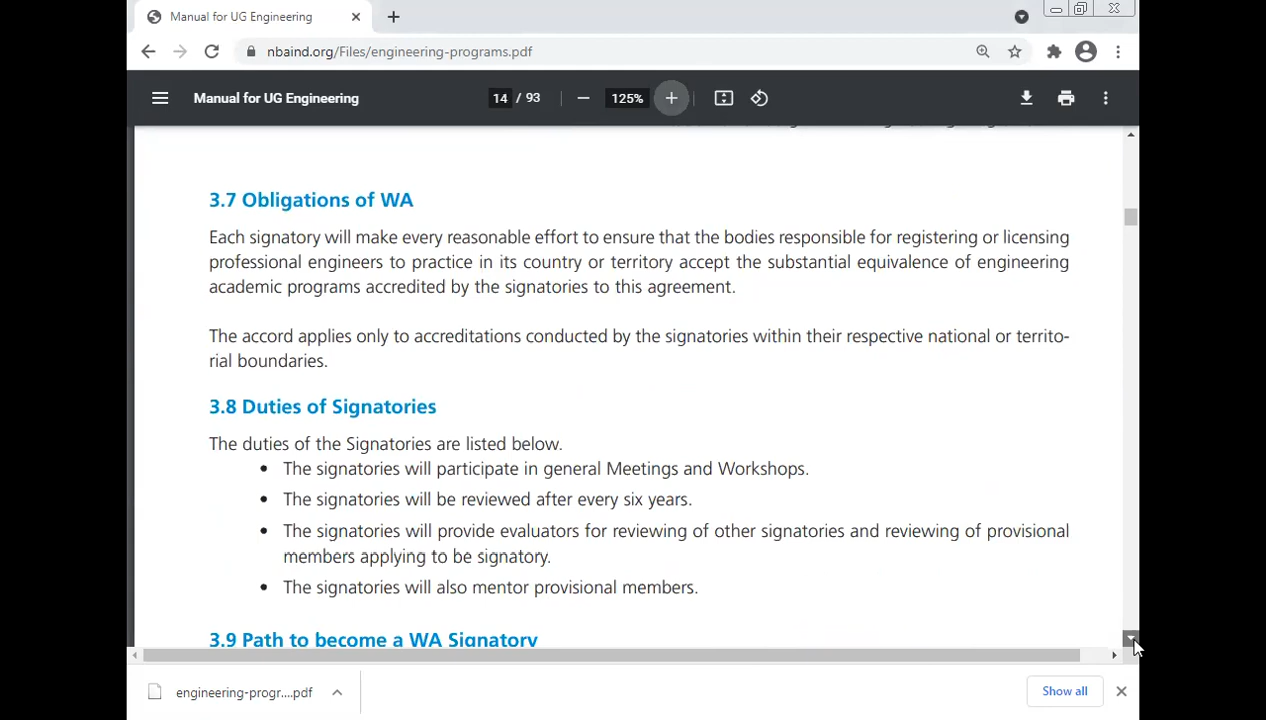 Manual for UG Engineering
nbaind.org/Files/engineering-programs.pdf
Manual for UG Engineering
14 / 93
125%
3.7 Obligations of WA
Each signatory will make every reasonable effort to ensure that the bodies responsible for registering or licensing
professional engineers to practice in its country or territory accept the substantial equivalence of engineering
academic programs accredited by the signatories to this agreement.
The accord applies only to accreditations conducted by the signatories within their respective national or territo-
rial boundaries.
3.8 Duties of Signatories
The duties of the Signatories are listed below.
• The signatories will participate in general Meetings and Workshops.
• The signatories will be reviewed after every six years.
• The signatories will provide evaluators for reviewing of other signatories and reviewing of provisional
members applying to be signatory.
• The signatories will also mentor provisional members.
3.9 Path to become a WA Signatory
engineering-progr....pdf
Show all